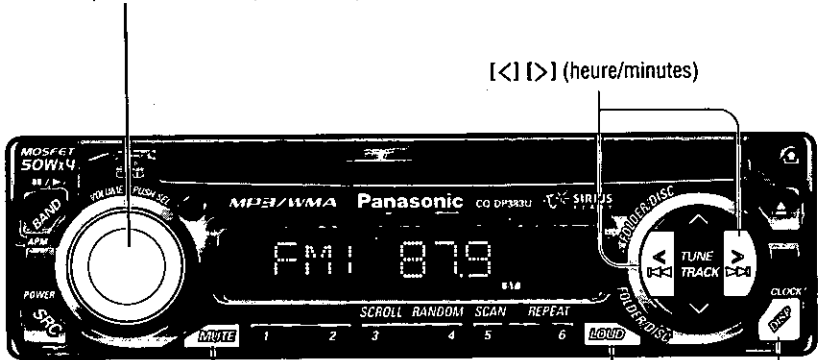 [<] [>] (heure/minutes)
MOSFET
50Wx4
BAND
VOLUME
PUSH SEL
MP3/WMA Panasonic CQ-DP383U SIRIUS
FOLDER/DISC
APM
FM1 87.9
< TUNE >
TRACK
FOLDER/DISC
POWER
SRC
CLOCK
DISP
SCROLL RANDOM SCAN REPEAT
MUTE 1 2 3 4 5 6 LOUD